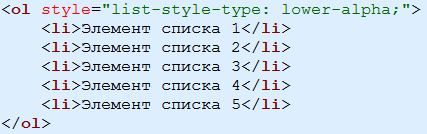 <ol style="list-style-type: lower-alpha;">
    <li>Элемент списка 1</li>
    <li>Элемент списка 2</li>
    <li>Элемент списка 3</li>
    <li>Элемент списка 4</li>
    <li>Элемент списка 5</li>
</ol>